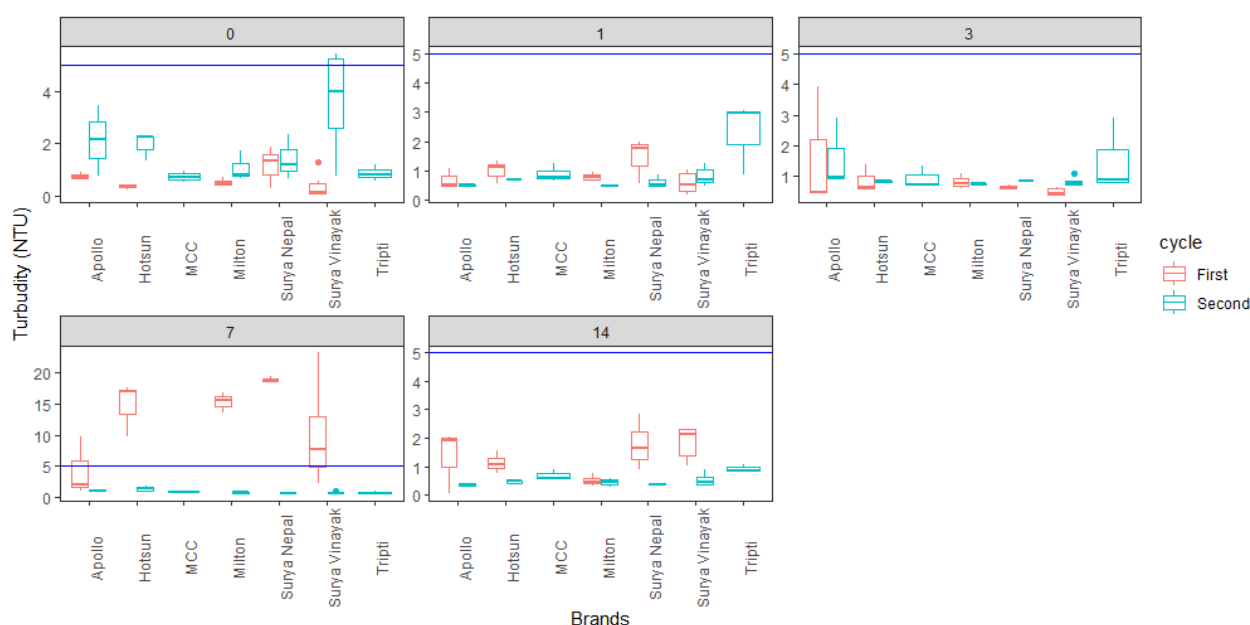 0
1
3
4
2
0
5
4
3
2
1
0
5
4
3
2
1
Apollo
Hotsun
MCC
Milton
Surya Nepal
Surya Vinayak
Tripti
Apollo
Hotsun
MCC
Milton
Surya Nepal
Surya Vinayak
Tripti
Apollo
Hotsun
MCC
Milton
Surya Nepal
Surya Vinayak
Tripti
Turbudity (NTU)
cycle
First
Second
7
14
20
15
10
5
0
5
4
3
2
1
0
Apollo
Hotsun
MCC
Milton
Surya Nepal
Surya Vinayak
Tripti
Apollo
Hotsun
MCC
Milton
Surya Nepal
Surya Vinayak
Tripti
Brands